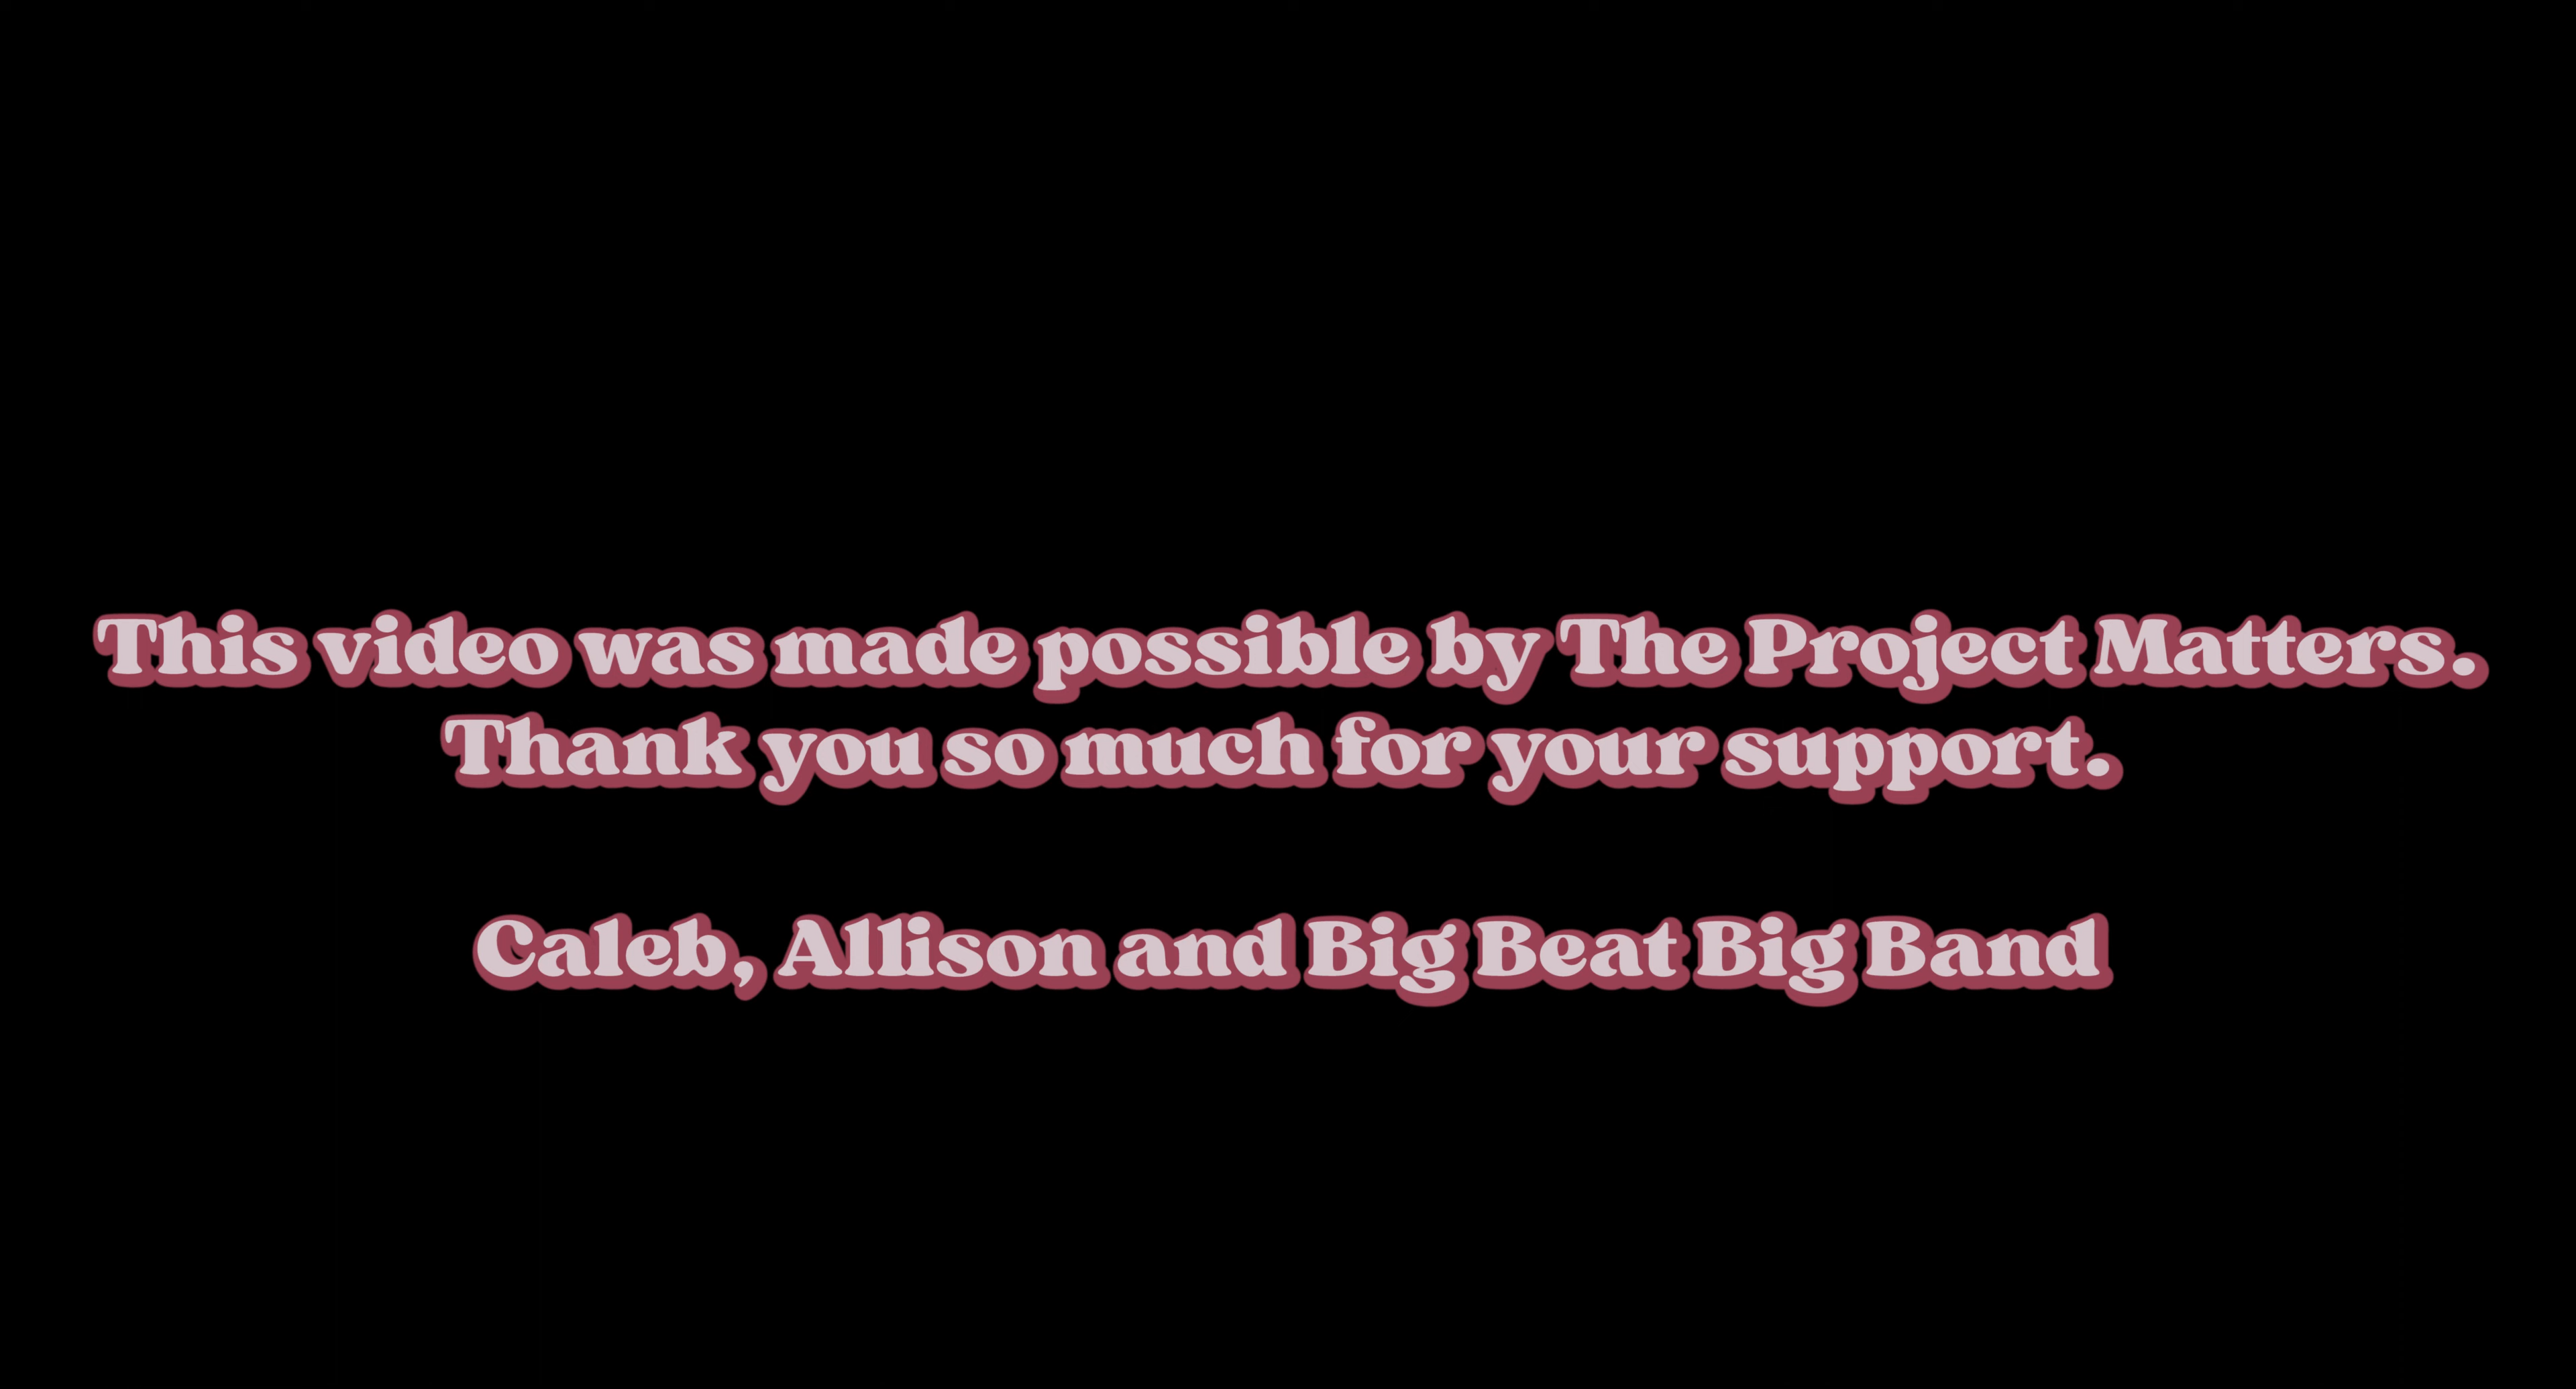 This video was made possible by The Project Matters.
Thank you so much for your support.
Caleb, Allison and Big Beat Big Band